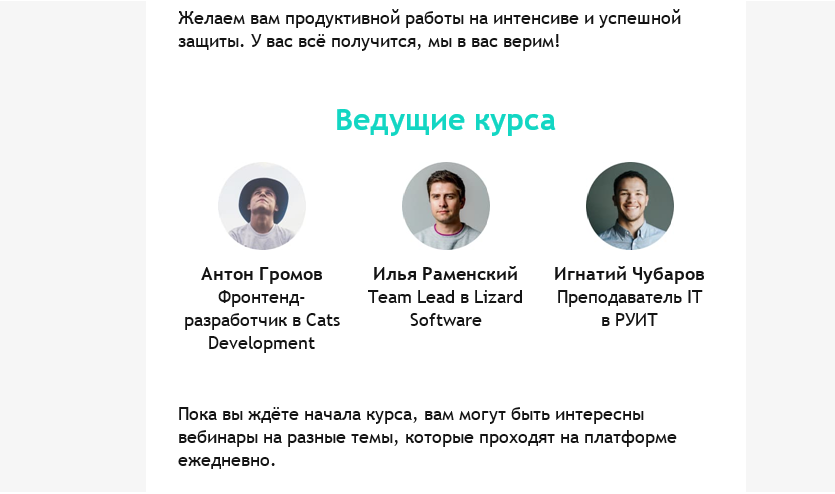 Желаем вам продуктивной работы на интенсиве и успешной
защиты. У вас всё получится, мы в вас верим!
Ведущие курса
Антон Громов
Фронтенд-
разработчик в Cats
Development
Илья Раменский
Team Lead в Lizard
Software
Игнатий Чубаров
Преподаватель IT
в РУИТ
Пока вы ждёте начала курса, вам могут быть интересны
вебинары на разные темы, которые проходят на платформе
ежедневно.